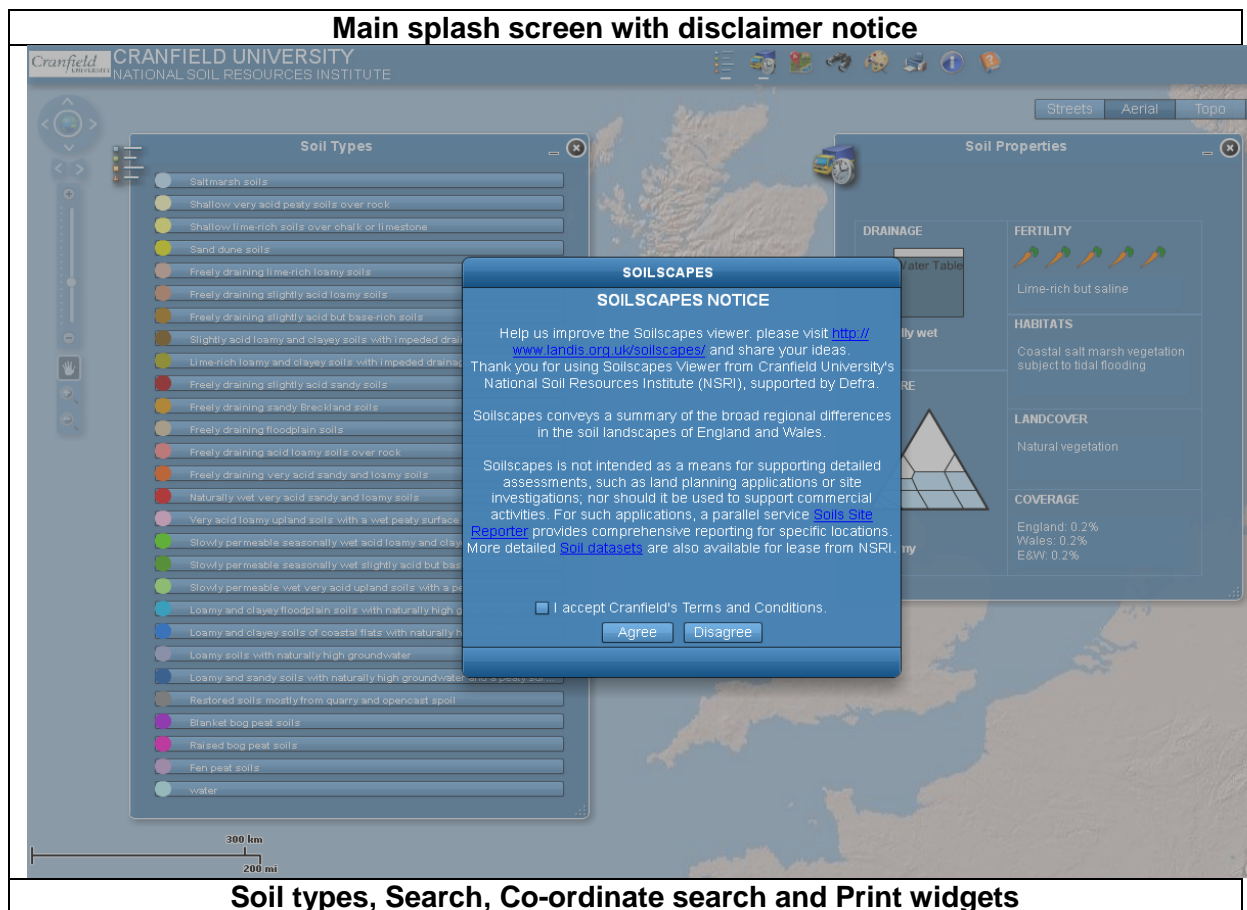 Main splash screen with disclaimer notice
Cranfield
UNIVERSITY
CRANFIELD UNIVERSITY
NATIONAL SOIL RESOURCES INSTITUTE
Streets Aerial Topo
Soil Types
Saltmarsh soils
Shallow very acid peaty soils over rock
Shallow lime-rich soils over chalk or limestone
Sand dune soils
Freely draining lime-rich loamy soils
Freely draining slightly acid loamy soils
Freely draining slightly acid but base-rich soils
Slightly acid loamy and clayey soils with impeded drai
Lime-rich loamy and clayey soils with impeded drainag
Freely draining slightly acid sandy soils
Freely draining sandy Breckland soils
Freely draining floodplain soils
Freely draining acid loamy soils over rock
Freely draining very acid sandy and loamy soils
Naturally wet very acid sandy and loamy soils
Very acid loamy upland soils with a wet peaty surface
Slowly permeable seasonally wet acid loamy and clay
Slowly permeable seasonally wet slightly acid but bas
Slowly permeable wet very acid upland soils with a pe
Loamy and clayey floodplain soils with naturally high g
Loamy and clayey soils of coastal flats with naturally h
Loamy soils with naturally high groundwater
Loamy and sandy soils with naturally high groundwater and a peaty sur ...
Restored soils mostly from quarry and opencast spoil
Blanket bog peat soils
Raised bog peat soils
Fen peat soils
water
SOILSCAPES
SOILSCAPES NOTICE
Help us improve the Soilscapes viewer. please visit http://
www.landis.org.uk/soilscapes/ and share your ideas.
Thank you for using Soilscapes Viewer from Cranfield University's
National Soil Resources Institute (NSRI), supported by Defra.
Soilscapes conveys a summary of the broad regional differences
in the soil landscapes of England and Wales.
Soilscapes is not intended as a means for supporting detailed
assessments, such as land planning applications or site
investigations; nor should it be used to support commercial
activities. For such applications, a parallel service Soils Site
Reporter provides comprehensive reporting for specific locations.
More detailed Soil datasets are also available for lease from NSRI.
I accept Cranfield's Terms and Conditions.
Agree Disagree
Soil Properties
DRAINAGE
Water Table
lly wet
RE
my
FERTILITY
Lime-rich but saline
HABITATS
Coastal salt marsh vegetation
subject to tidal flooding
LANDCOVER
Natural vegetation
COVERAGE
England: 0.2%
Wales: 0.2%
E&W: 0.2%
300 km
200 mi
Soil types, Search, Co-ordinate search and Print widgets